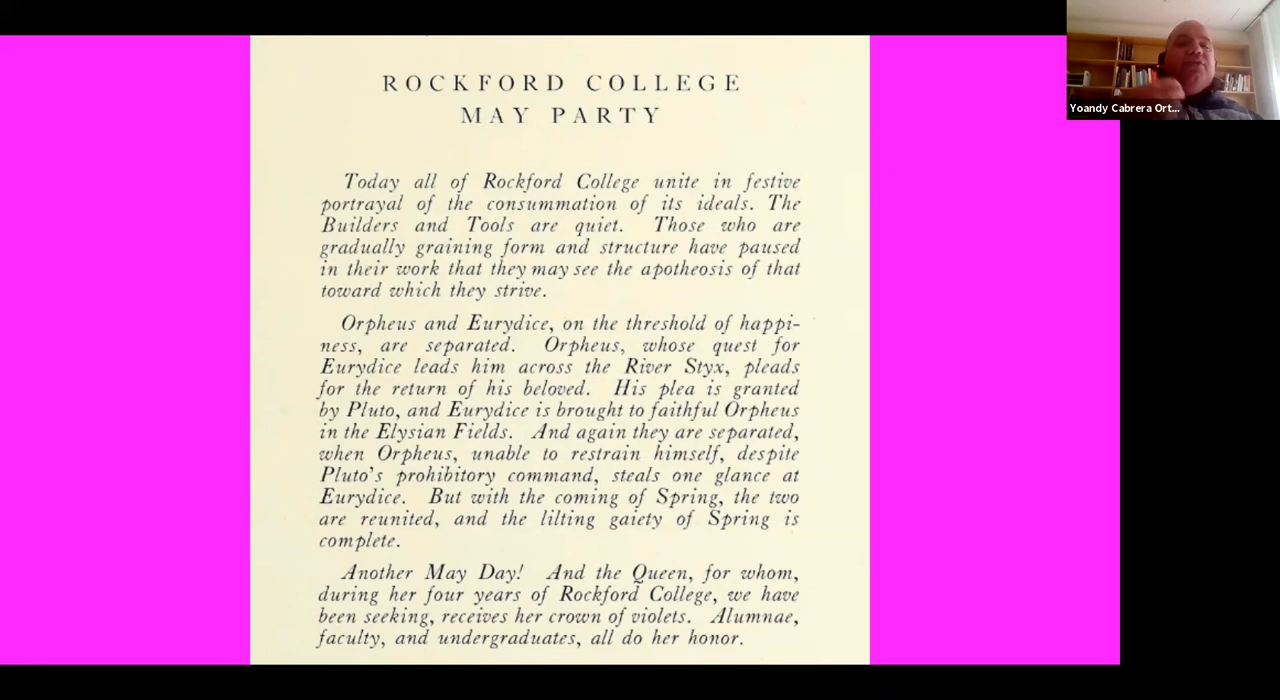 ROCKFORD COLLEGE
MAY PARTY
Today all of Rockford College unite in festive
portrayal of the consummation of its ideals. The
Builders and Tools are quiet. Those who are
gradually graining form and structure have paused
in their work that they may see the apotheosis of that
toward which they strive.
Orpheus and Eurydice, on the threshold of happi-
ness, are separated. Orpheus, whose quest for
Eurydice leads him across the River Styx, pleads
for the return of his beloved. His plea is granted
by Pluto, and Eurydice is brought to faithful Orpheus
in the Elysian Fields. And again they are separated,
when Orpheus, unable to restrain himself, despite
Pluto's prohibitory command, steals one glance at
Eurydice. But with the coming of Spring, the two
are reunited, and the lilting gaiety of Spring is
complete.
Another May Day! And the Queen, for whom,
during her four years of Rockford College, we have
been seeking, receives her crown of violets. Alumnae,
faculty, and undergraduates, all do her honor.
Yoandy Cabrera Ort...